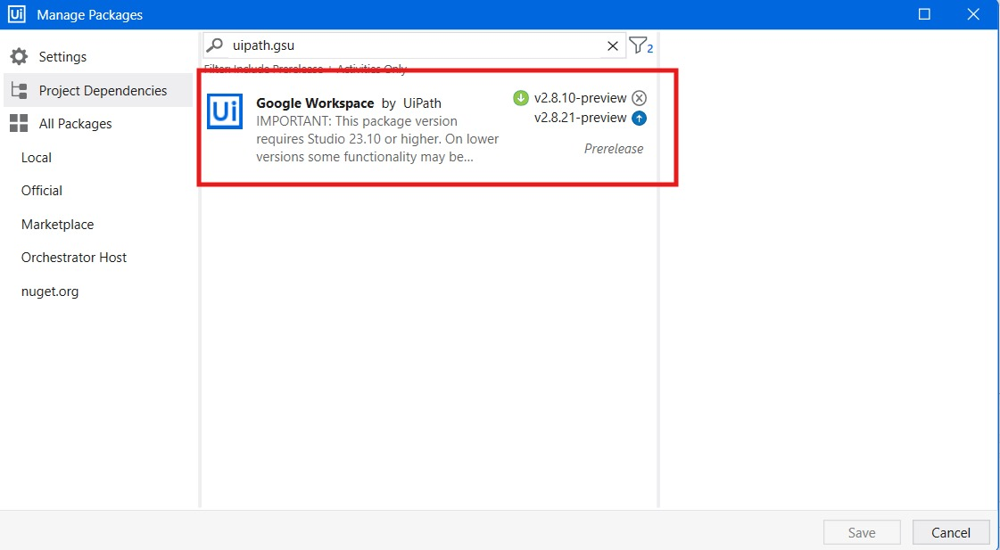 Ui Manage Packages
Settings
Project Dependencies
All Packages
Local
Official
Marketplace
Orchestrator Host
nuget.org
uipath.gsu
2
Filter: Include Prerelease + Activities Only
Ui
Google Workspace by UiPath
IMPORTANT: This package version
requires Studio 23.10 or higher. On lower
versions some functionality may be...
v2.8.10-preview
v2.8.21-preview
Prerelease
Save
Cancel